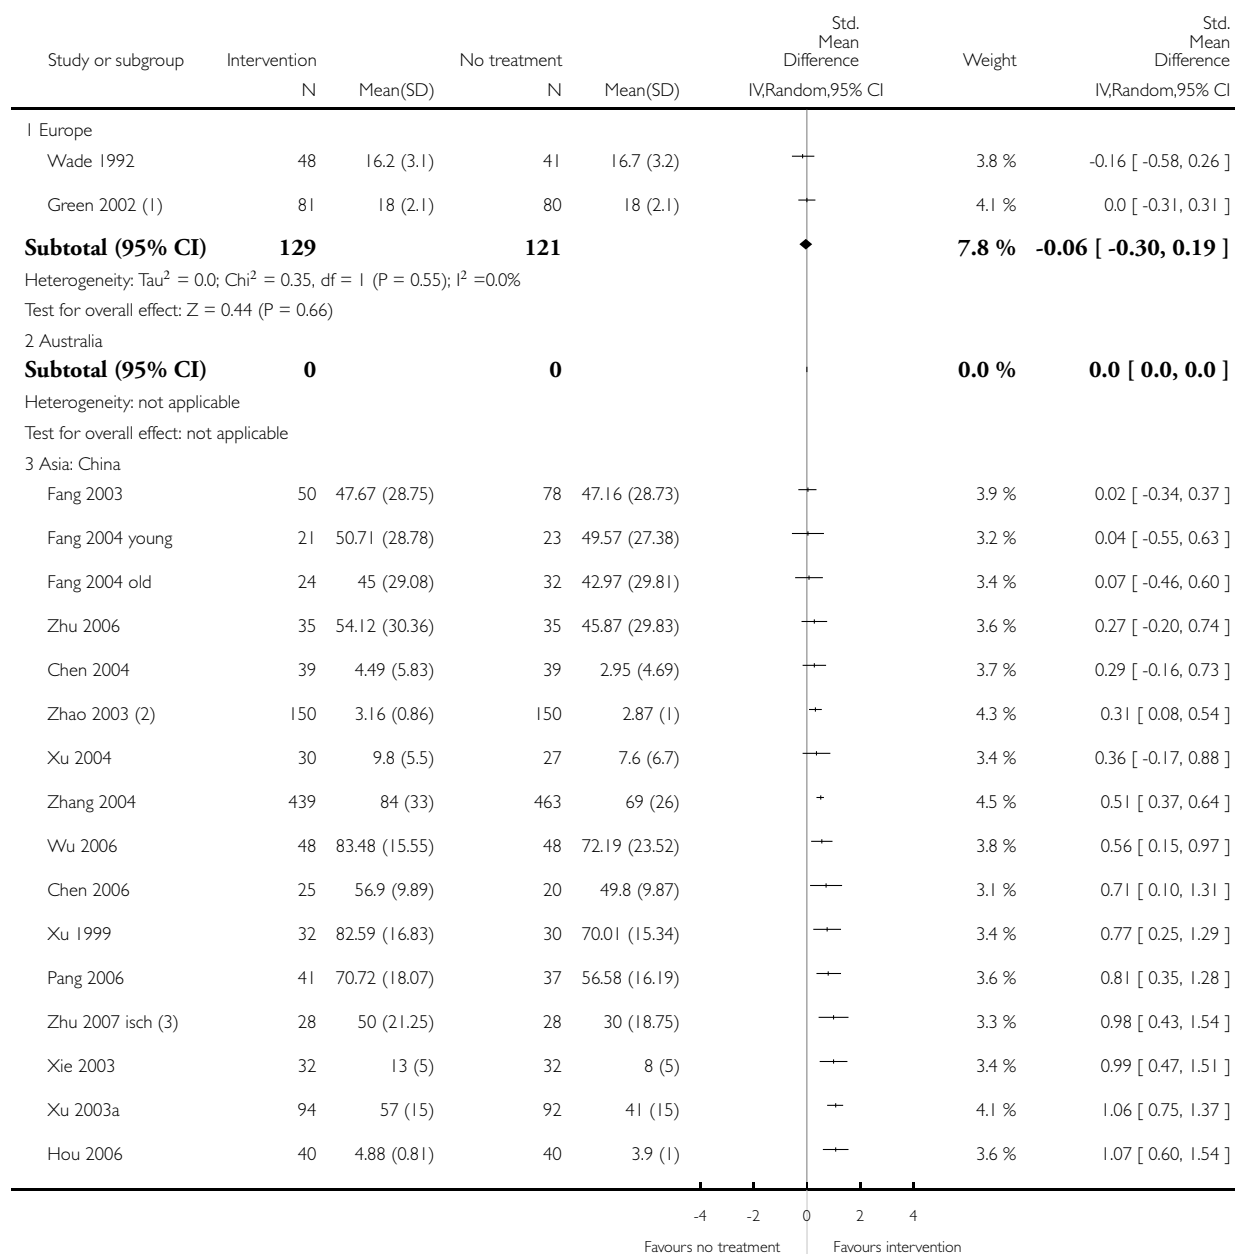 Std. Mean Difference Std. Mean Difference
Study or subgroup Intervention No treatment Weight
N Mean(SD) N Mean(SD) IV,Random,95% CI IV,Random,95% CI
1 Europe
Wade 1992 48 16.2 (3.1) 41 16.7 (3.2) 3.8 % -0.16 [ -0.58, 0.26 ]
Green 2002 (1) 81 18 (2.1) 80 18 (2.1) 4.1 % 0.0 [ -0.31, 0.31 ]
Subtotal (95% CI) 129 121 7.8 % -0.06 [ -0.30, 0.19 ]
Heterogeneity: Tau² = 0.0; Chi² = 0.35, df = 1 (P = 0.55); I² =0.0%
Test for overall effect: Z = 0.44 (P = 0.66)
2 Australia
Subtotal (95% CI) 0 0 0.0 % 0.0 [ 0.0, 0.0 ]
Heterogeneity: not applicable
Test for overall effect: not applicable
3 Asia: China
Fang 2003 50 47.67 (28.75) 78 47.16 (28.73) 3.9 % 0.02 [ -0.34, 0.37 ]
Fang 2004 young 21 50.71 (28.78) 23 49.57 (27.38) 3.2 % 0.04 [ -0.55, 0.63 ]
Fang 2004 old 24 45 (29.08) 32 42.97 (29.81) 3.4 % 0.07 [ -0.46, 0.60 ]
Zhu 2006 35 54.12 (30.36) 35 45.87 (29.83) 3.6 % 0.27 [ -0.20, 0.74 ]
Chen 2004 39 4.49 (5.83) 39 2.95 (4.69) 3.7 % 0.29 [ -0.16, 0.73 ]
Zhao 2003 (2) 150 3.16 (0.86) 150 2.87 (1) 4.3 % 0.31 [ 0.08, 0.54 ]
Xu 2004 30 9.8 (5.5) 27 7.6 (6.7) 3.4 % 0.36 [ -0.17, 0.88 ]
Zhang 2004 439 84 (33) 463 69 (26) 4.5 % 0.51 [ 0.37, 0.64 ]
Wu 2006 48 83.48 (15.55) 48 72.19 (23.52) 3.8 % 0.56 [ 0.15, 0.97 ]
Chen 2006 25 56.9 (9.89) 20 49.8 (9.87) 3.1 % 0.71 [ 0.10, 1.31 ]
Xu 1999 32 82.59 (16.83) 30 70.01 (15.34) 3.4 % 0.77 [ 0.25, 1.29 ]
Pang 2006 41 70.72 (18.07) 37 56.58 (16.19) 3.6 % 0.81 [ 0.35, 1.28 ]
Zhu 2007 isch (3) 28 50 (21.25) 28 30 (18.75) 3.3 % 0.98 [ 0.43, 1.54 ]
Xie 2003 32 13 (5) 32 8 (5) 3.4 % 0.99 [ 0.47, 1.51 ]
Xu 2003a 94 57 (15) 92 41 (15) 4.1 % 1.06 [ 0.75, 1.37 ]
Hou 2006 40 4.88 (0.81) 40 3.9 (1) 3.6 % 1.07 [ 0.60, 1.54 ]
-4 -2 0 2 4
Favours no treatment Favours intervention